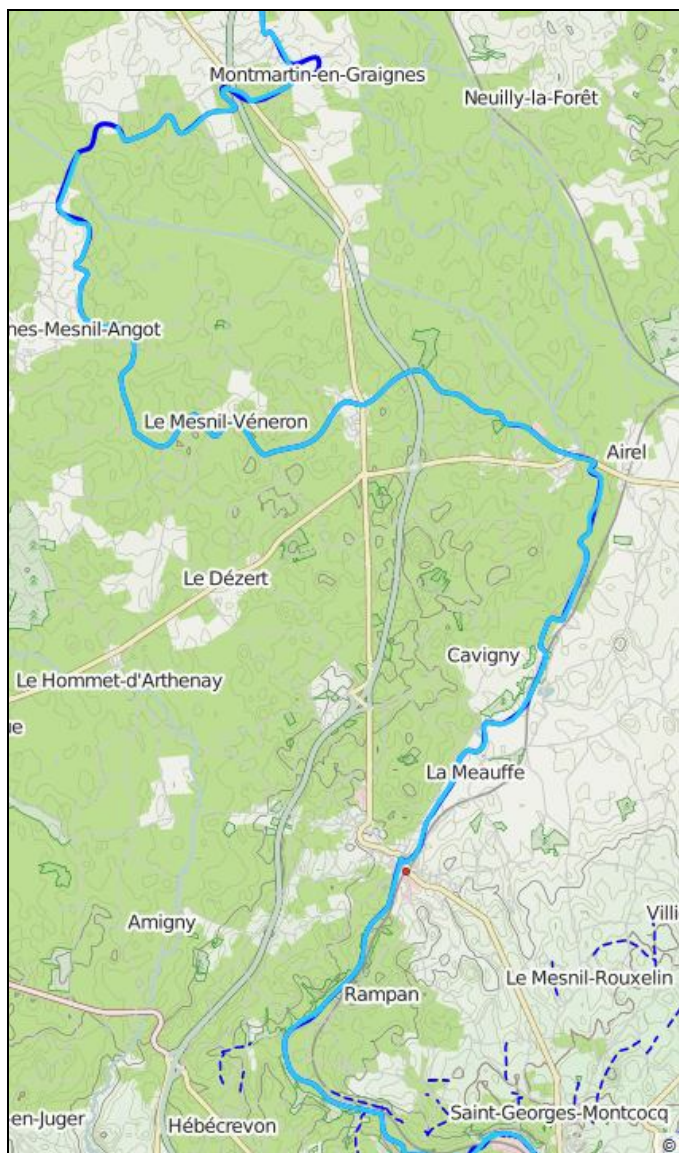 Montmartin-en-Graignes
Neuilly-la-Forêt
nes-Mesnil-Angot
Le Mesnil-Véneron
Airel
Le Dézert
Cavigny
Le Hommet-d'Arthenay
ue
La Meauffe
Villi
Amigny
Le Mesnil-Rouxelin
Rampan
Saint-Georges-Montcocq
-en-Juger
Hébécrevon
©